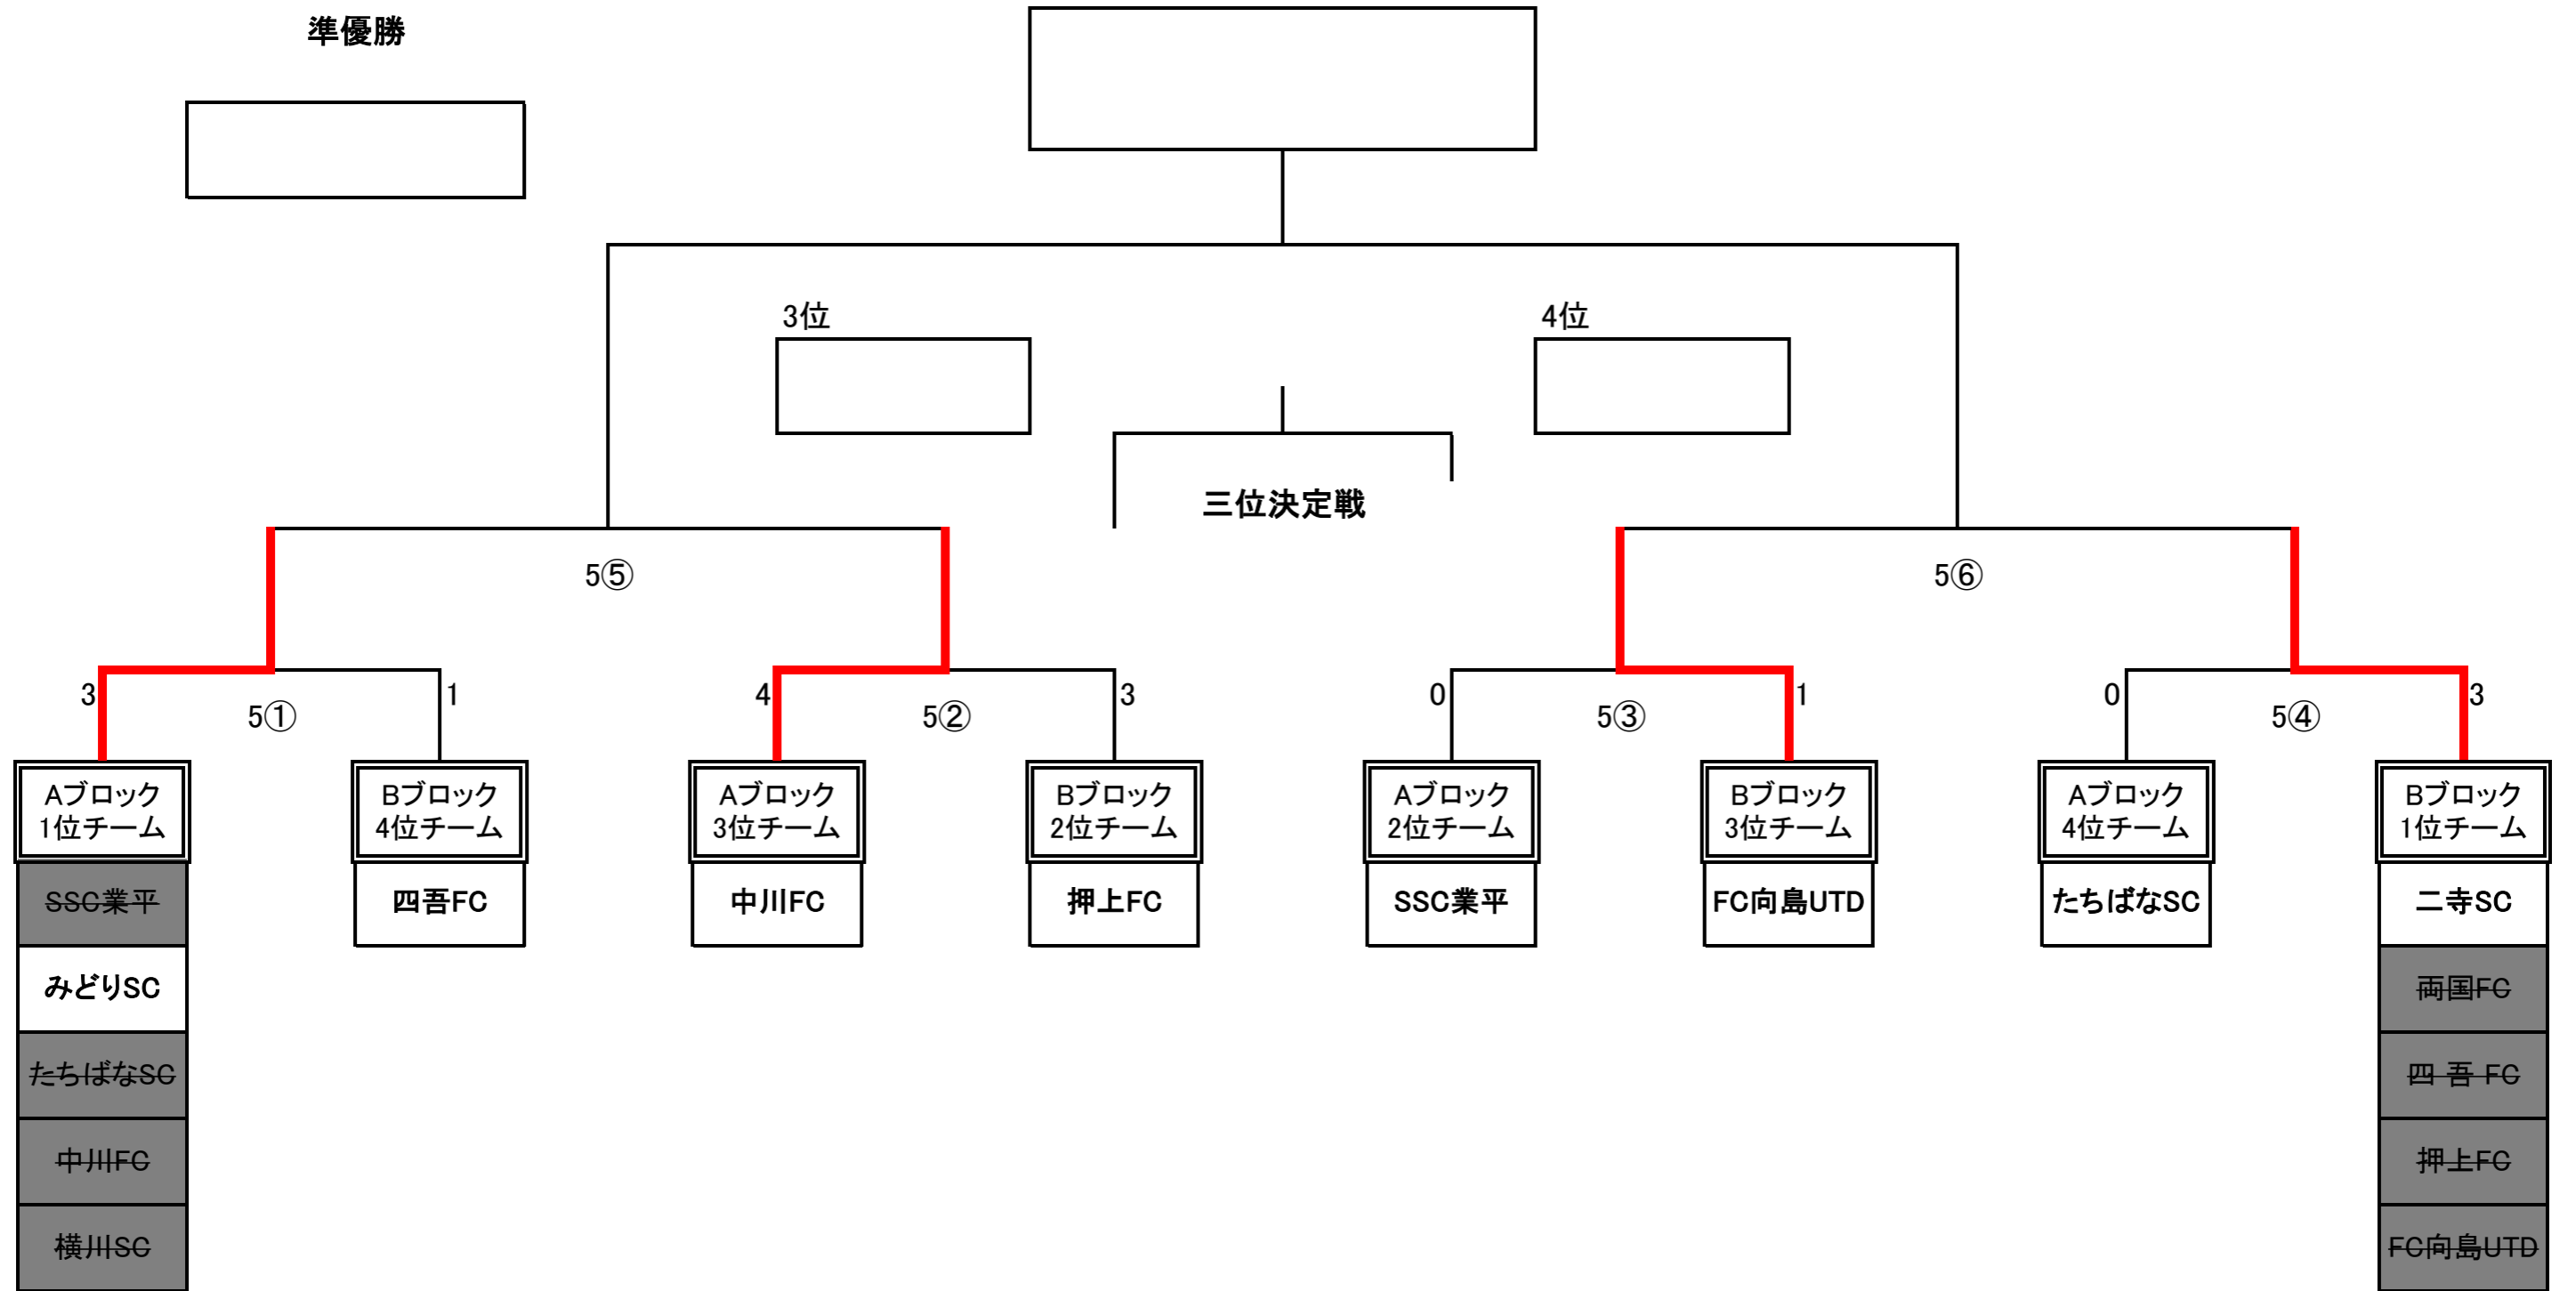 準優勝
3位
4位
三位決定戦
5⑤
5⑥
3
1
4
3
0
1
0
3
5①
5②
5③
5④
Aブロック
1位チーム
Bブロック
4位チーム
Aブロック
3位チーム
Bブロック
2位チーム
Aブロック
2位チーム
Bブロック
3位チーム
Aブロック
4位チーム
Bブロック
1位チーム
SSC業平
四吾FC
中川FC
押上FC
SSC業平
FC向島UTD
たちばなSC
二寺SC
みどりSC
両国FC
たちばなSC
四 吾 FC
中川FC
押上FC
横川SC
FC向島UTD